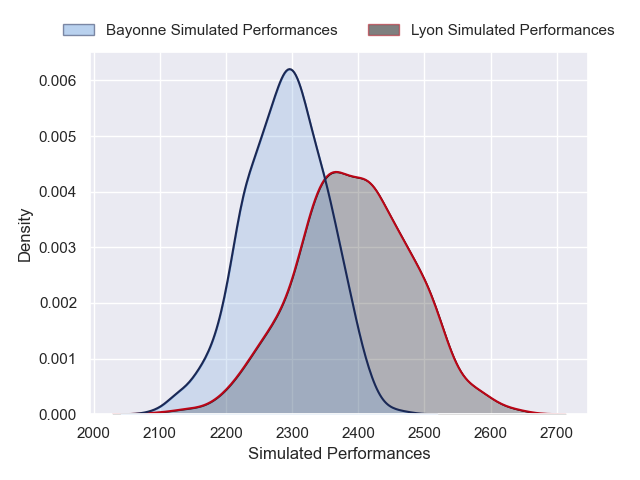 Bayonne Simulated Performances Lyon Simulated Performances
0.006
0.005
0.004
0.003
0.002
0.001
0.000
Density
2000 2100 2200 2300 2400 2500 2600 2700
Simulated Performances